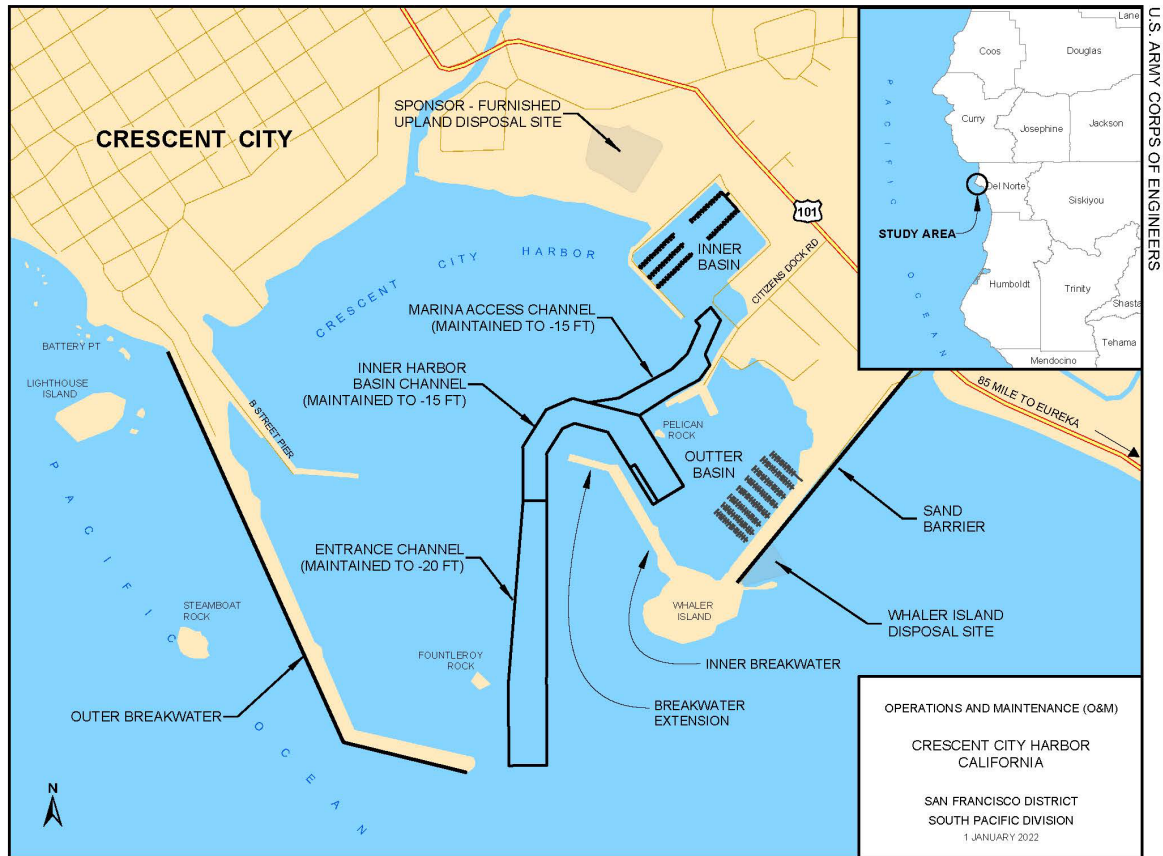 U.S. ARMY CORPS OF ENGINEERS
CRESCENT CITY
SPONSOR - FURNISHED
UPLAND DISPOSAL SITE
101
INNER
BASIN
CITIZENS DOCK RD
CRESCENT CITY HARBOR
MARINA ACCESS CHANNEL
(MAINTAINED TO -15 FT)
INNER HARBOR
BASIN CHANNEL
(MAINTAINED TO -15 FT)
BATTERY PT
LIGHTHOUSE
ISLAND
B STREET PIER
PELICAN
ROCK
OUTTER
BASIN
85 MILE TO EUREKA
SAND
BARRIER
ENTRANCE CHANNEL
(MAINTAINED TO -20 FT)
PACIFIC OCEAN
STEAMBOAT
ROCK
FOUNTLEROY
ROCK
WHALER
ISLAND
WHALER ISLAND
DISPOSAL SITE
INNER BREAKWATER
BREAKWATER
EXTENSION
OUTER BREAKWATER
N
Lane
Coos
Douglas
PACIFIC OCEAN
Curry
Josephine
Jackson
Del Norte
Siskiyou
STUDY AREA
Humboldt
Trinity
Shasta
Tehama
Mendocino
OPERATIONS AND MAINTENANCE (O&M)
CRESCENT CITY HARBOR
CALIFORNIA
SAN FRANCISCO DISTRICT
SOUTH PACIFIC DIVISION
1 JANUARY 2022